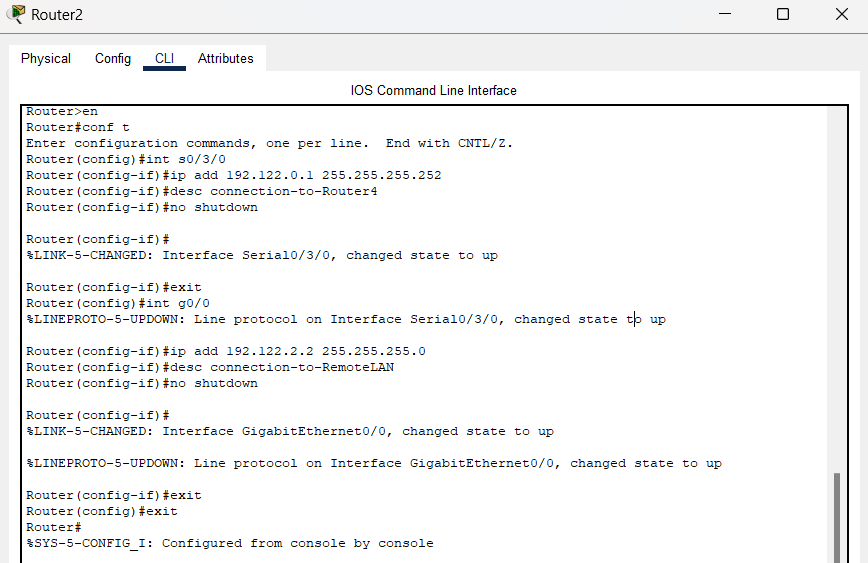 Router2
Physical Config CLI Attributes
IOS Command Line Interface
Router>en
Router#conf t
Enter configuration commands, one per line.  End with CNTL/Z.
Router(config)#int s0/3/0
Router(config-if)#ip add 192.122.0.1 255.255.255.252
Router(config-if)#desc connection-to-Router4
Router(config-if)#no shutdown
Router(config-if)#
%LINK-5-CHANGED: Interface Serial0/3/0, changed state to up
Router(config-if)#exit
Router(config)#int g0/0
%LINEPROTO-5-UPDOWN: Line protocol on Interface Serial0/3/0, changed state to up
Router(config-if)#ip add 192.122.2.2 255.255.255.0
Router(config-if)#desc connection-to-RemoteLAN
Router(config-if)#no shutdown
Router(config-if)#
%LINK-5-CHANGED: Interface GigabitEthernet0/0, changed state to up
%LINEPROTO-5-UPDOWN: Line protocol on Interface GigabitEthernet0/0, changed state to up
Router(config-if)#exit
Router(config)#exit
Router#
%SYS-5-CONFIG_I: Configured from console by console